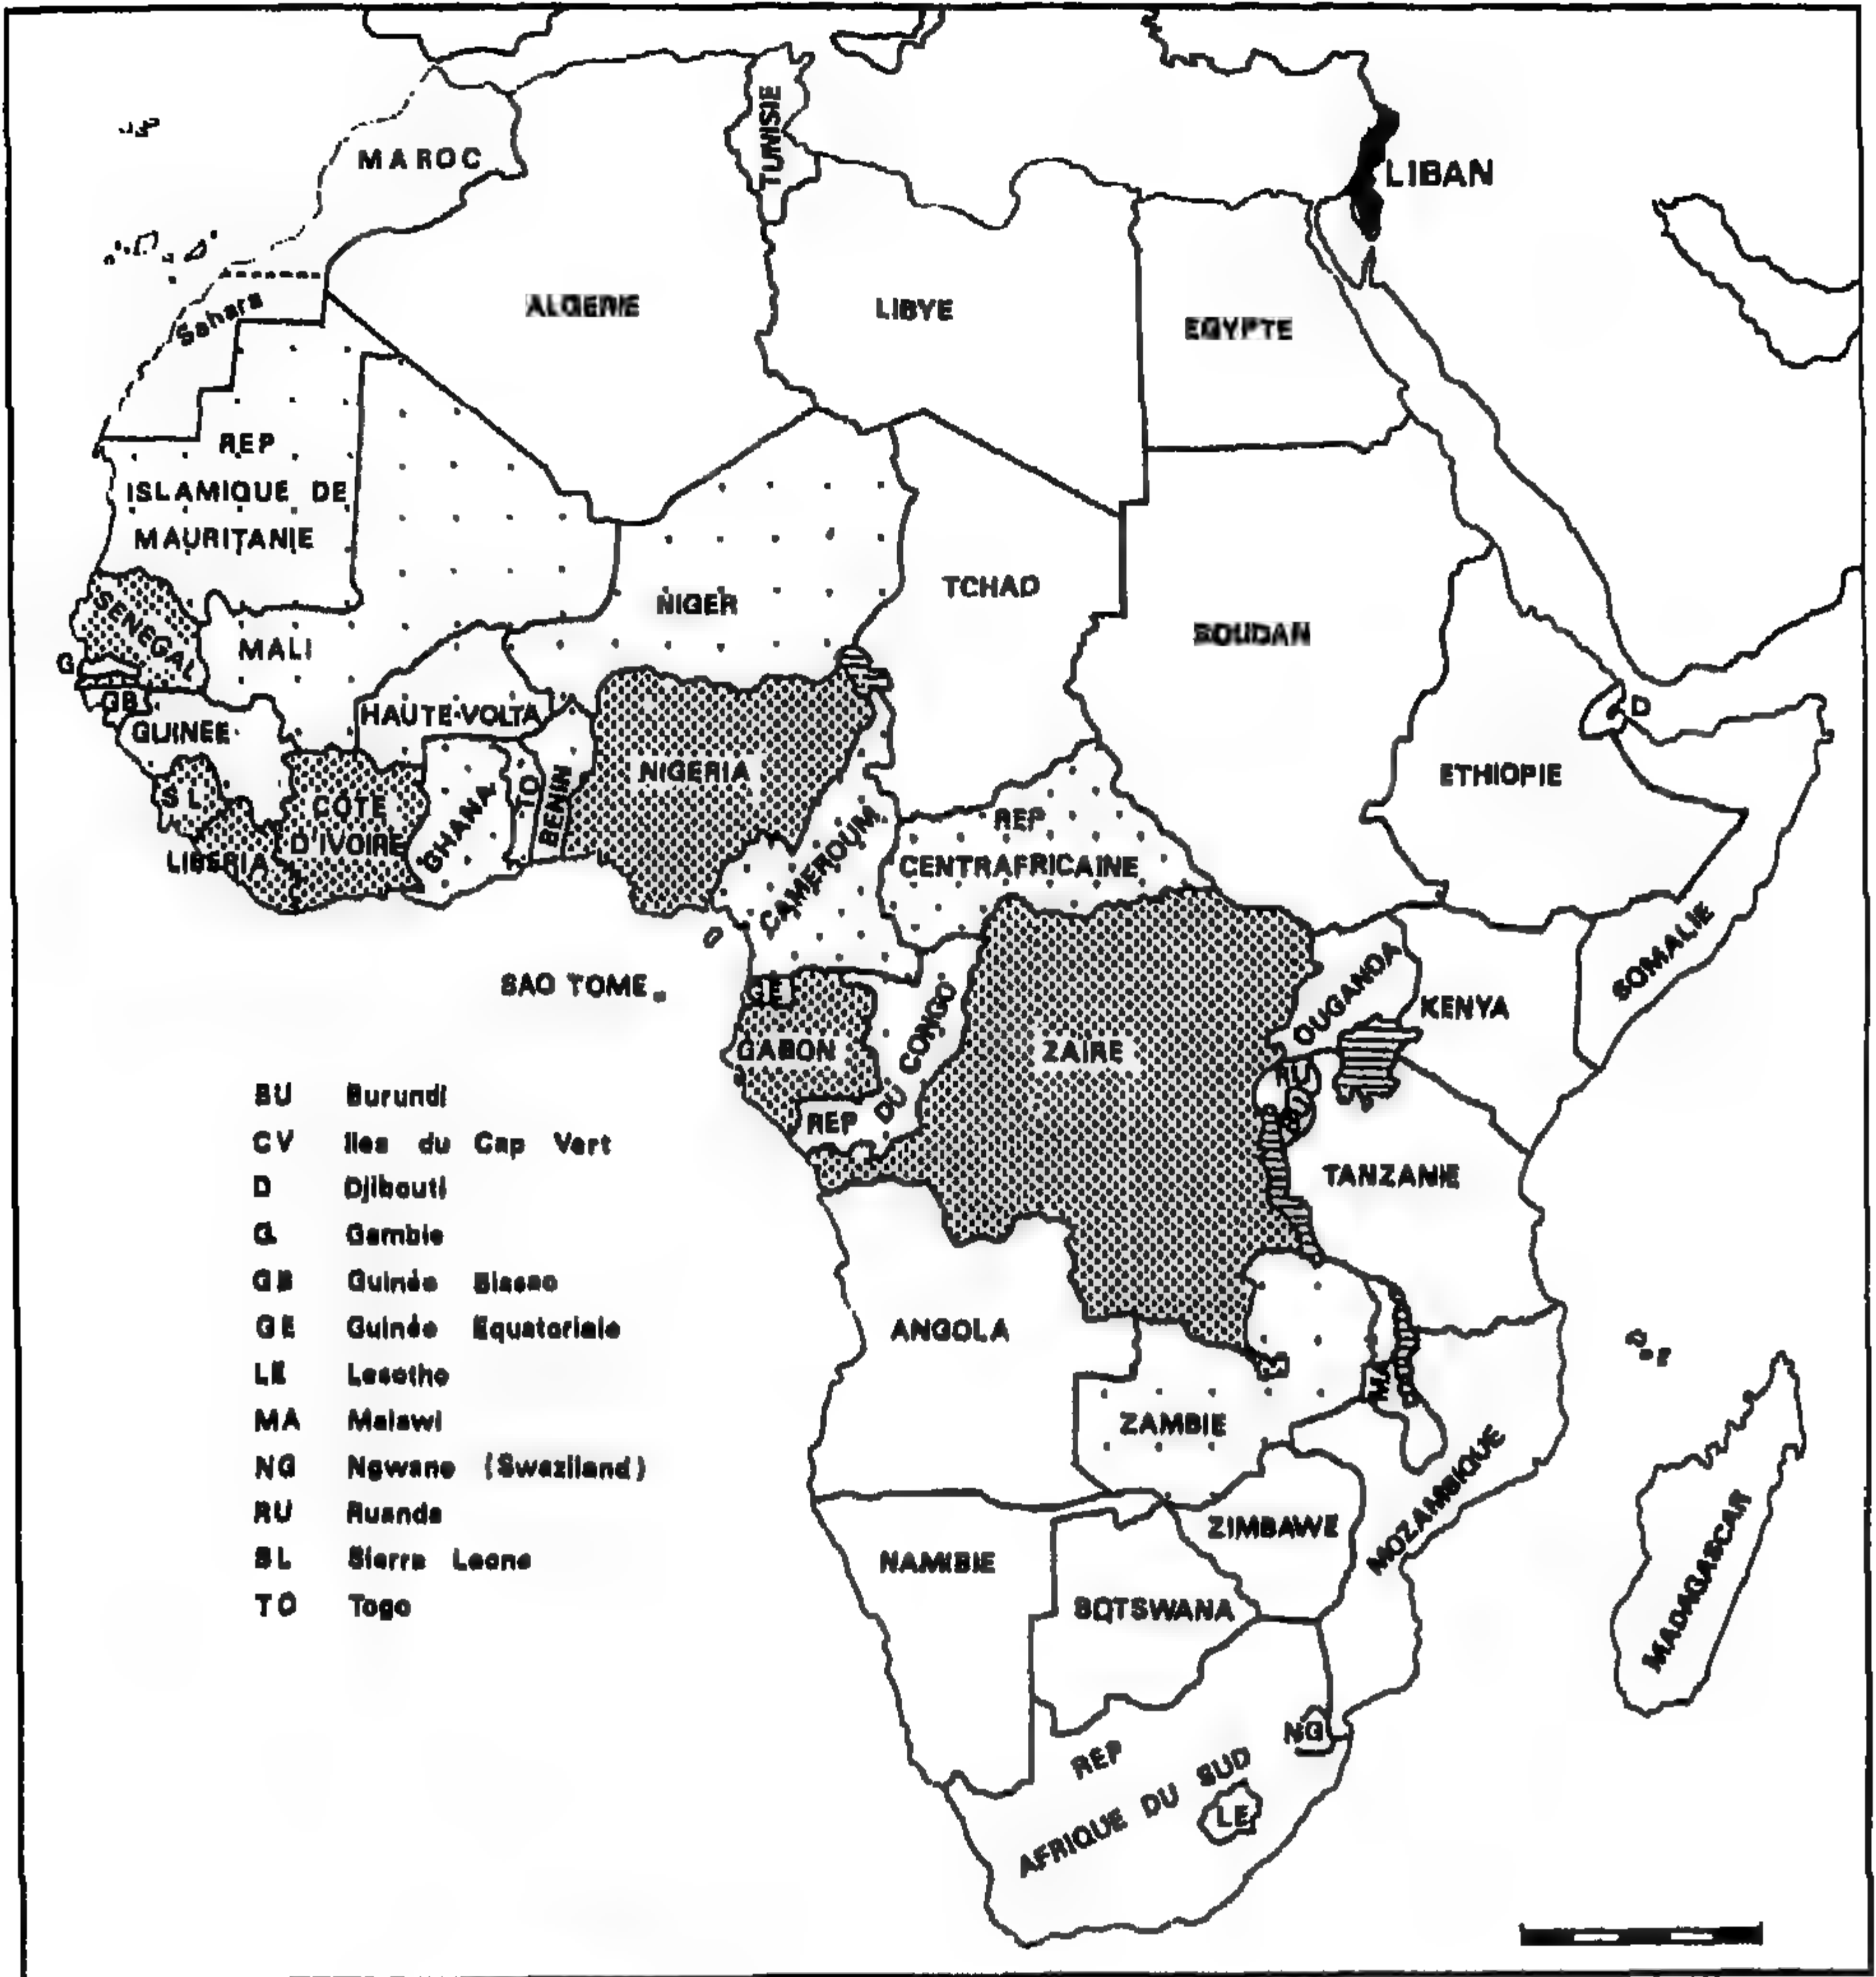 MAROC
TUNISIE
LIBAN
Sahara
ALGERIE
LIBYE
EGYPTE
REP
ISLAMIQUE DE
MAURITANIE
NIGER
TCHAD
SOUDAN
SENEGAL
MALI
G
GB
GUINEE
HAUTE-VOLTA
D
NIGERIA
ETHIOPIE
SL
COTE
D'IVOIRE
LIBERIA
GHANA
TO
BENIN
CAMEROUM
REP
CENTRAFRICAINE
SOMALIE
SAO TOME
GE
GABON
REP
DU
CONGO
ZAIRE
OUGANDA
KENYA
TANZANIE
BU Burundi
CV Iles du Cap Vert
D Djibouti
G Gambie
GB Guinée Bissao
GE Guinée Equatoriale
LE Lesotho
MA Malawi
NG Ngwane (Swaziland)
RU Ruanda
SL Sierra Leone
TO Togo
ANGOLA
MA
ZAMBIE
MOZAMBIQUE
ZIMBAWE
NAMIBIE
BOTSWANA
MADAGASCAR
NG
REP
AFRIQUE DU SUD
LE